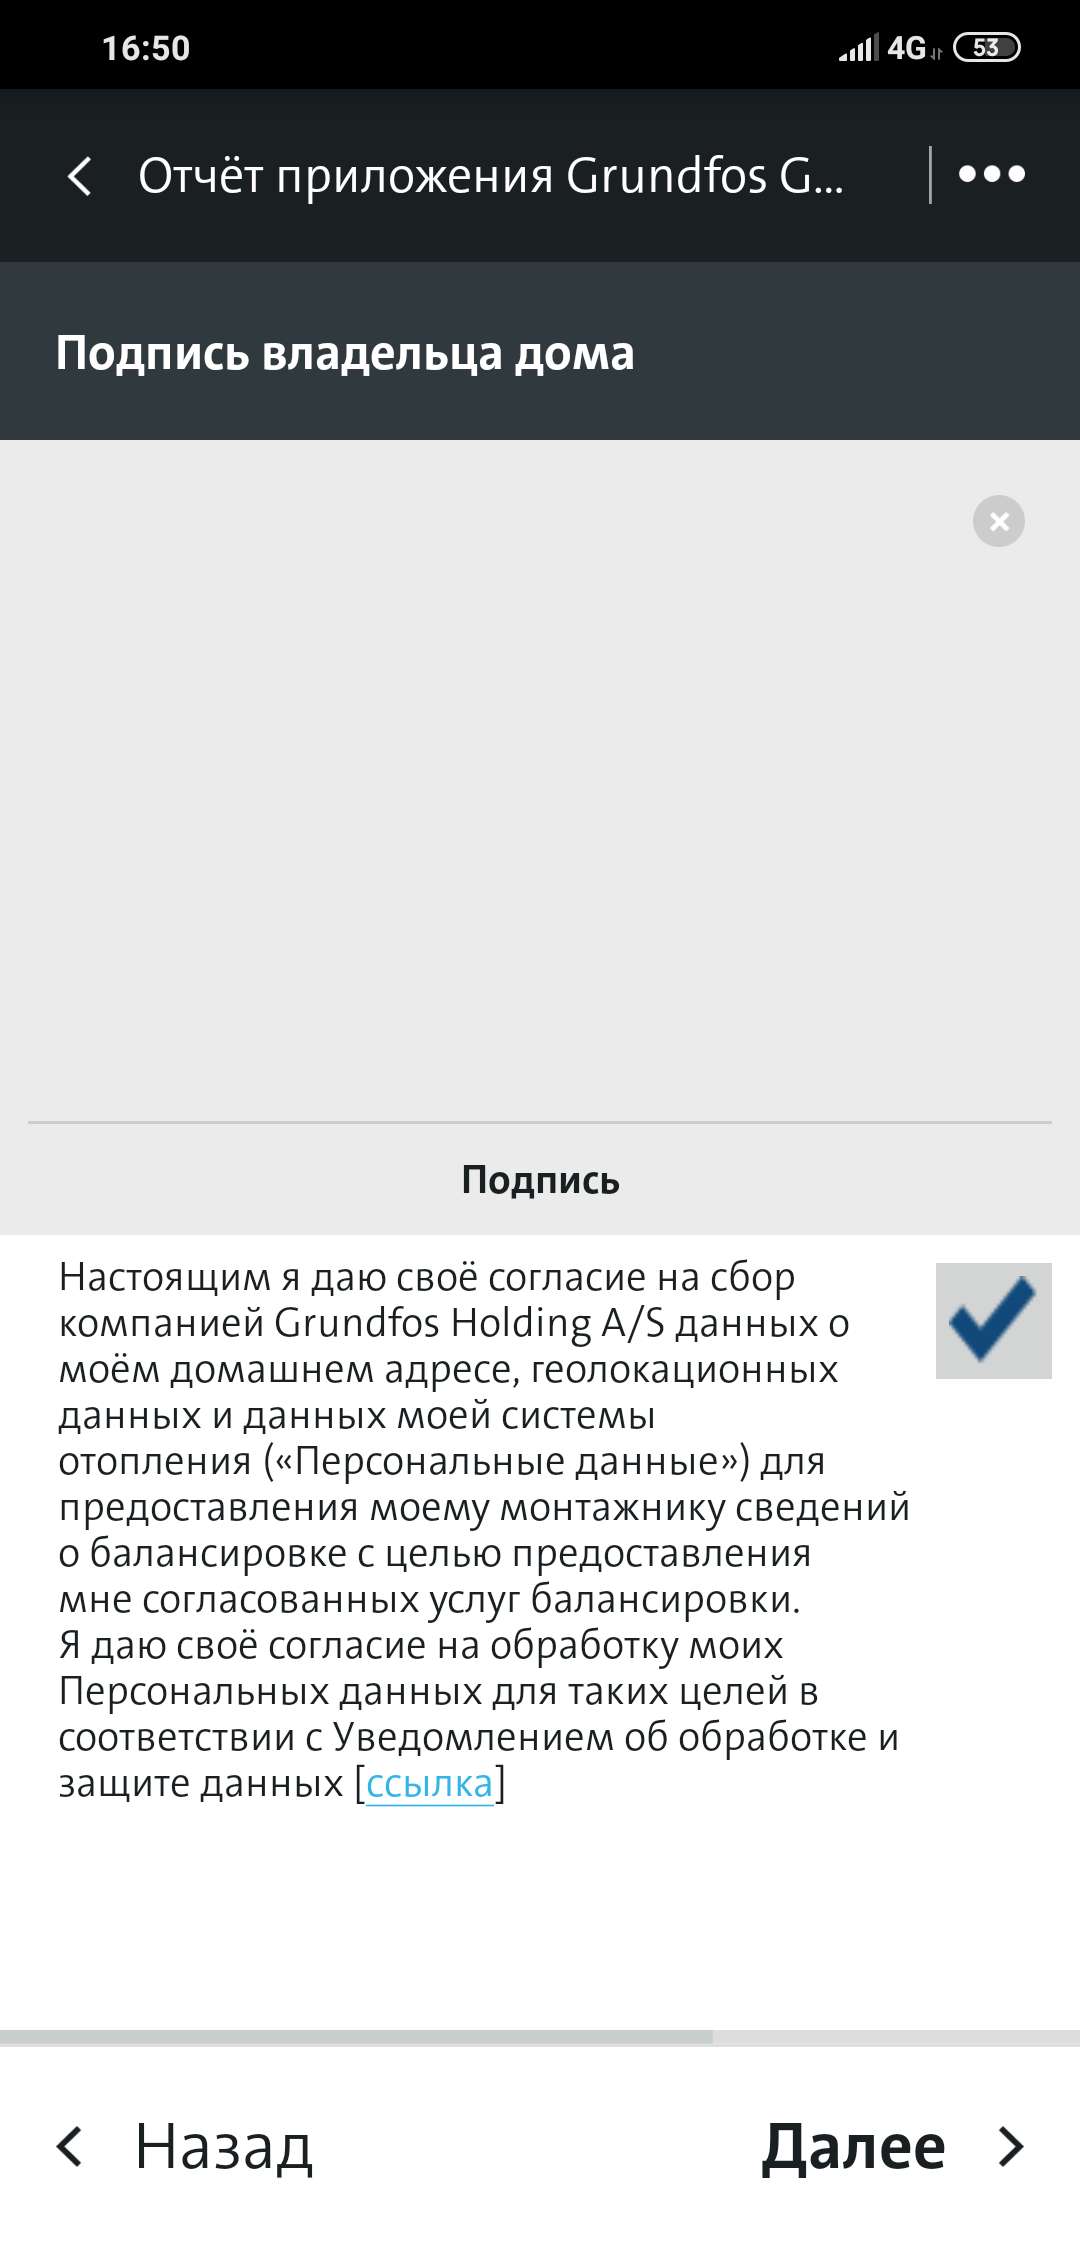 16:50
4G 53
Отчёт приложения Grundfos G...
Подпись владельца дома
Подпись
Настоящим я даю своё согласие на сбор
компанией Grundfos Holding A/S данных о
моём домашнем адресе, геолокационных
данных и данных моей системы
отопления («Персональные данные») для
предоставления моему монтажнику сведений
о балансировке с целью предоставления
мне согласованных услуг балансировки.
Я даю своё согласие на обработку моих
Персональных данных для таких целей в
соответствии с Уведомлением об обработке и
защите данных [ссылка]
Назад
Далее